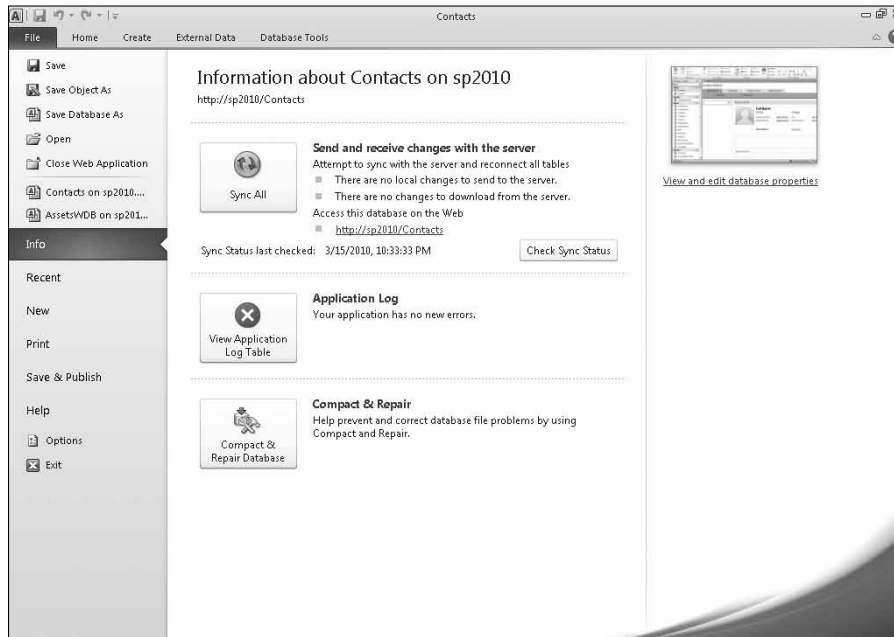 A
Contacts
File Home Create External Data Database Tools
Save
Save Object As
Save Database As
Open
Close Web Application
Contacts on sp2010....
AssetsWDB on sp201...
Info
Recent
New
Print
Save & Publish
Help
Options
Exit
Information about Contacts on sp2010
http://sp2010/Contacts
Sync All
Send and receive changes with the server
Attempt to sync with the server and reconnect all tables
There are no local changes to send to the server.
There are no changes to download from the server.
Access this database on the Web
http://sp2010/Contacts
Sync Status last checked: 3/15/2010, 10:33:33 PM
Check Sync Status
View Application
Log Table
Application Log
Your application has no new errors.
Compact &
Repair Database
Compact & Repair
Help prevent and correct database file problems by using
Compact and Repair.
View and edit database properties